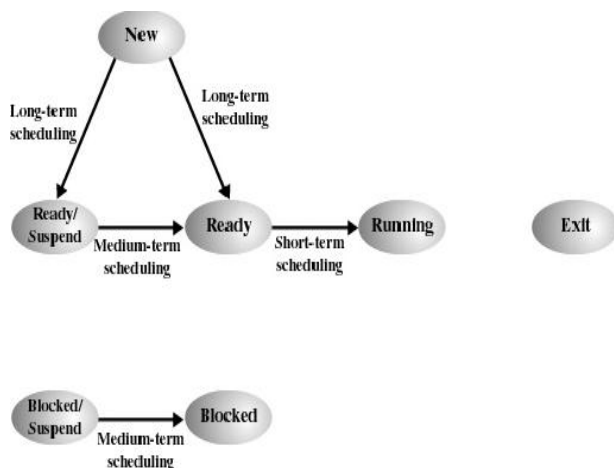 New
Long-term
scheduling
Long-term
scheduling
Ready/
Suspend
Medium-term
scheduling
Ready
Short-term
scheduling
Running
Exit
Blocked/
Suspend
Medium-term
scheduling
Blocked